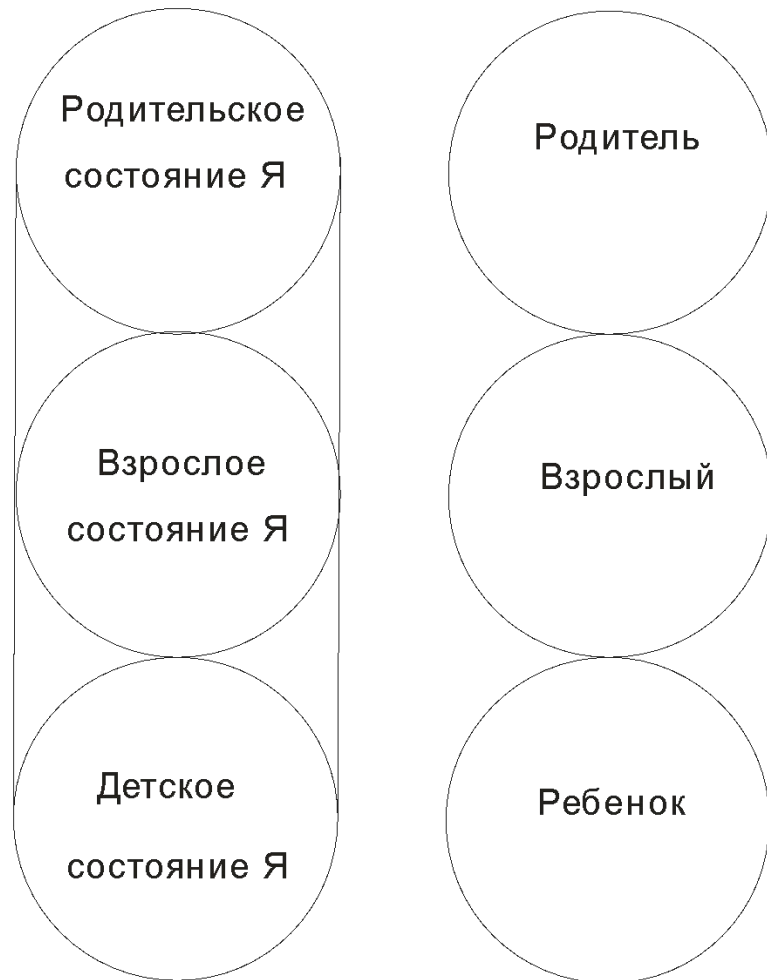 Родительское
состояние Я
Родитель
Взрослое
состояние Я
Взрослый
Детское
состояние Я
Ребенок